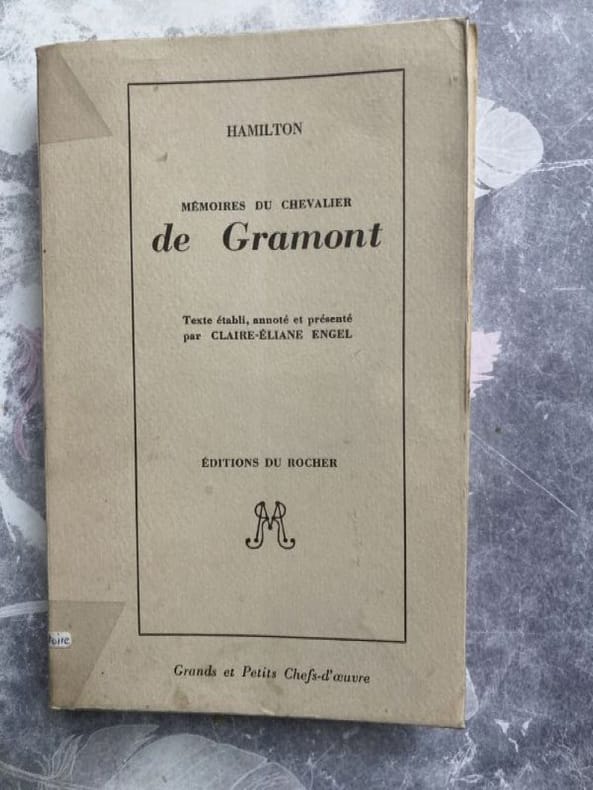 HAMILTON
MÉMOIRES DU CHEVALIER
de Gramont
Texte établi, annoté et présenté
par CLAIRE-ÉLIANE ENGEL
ÉDITIONS DU ROCHER
Grands et Petits Chefs-d'œuvre